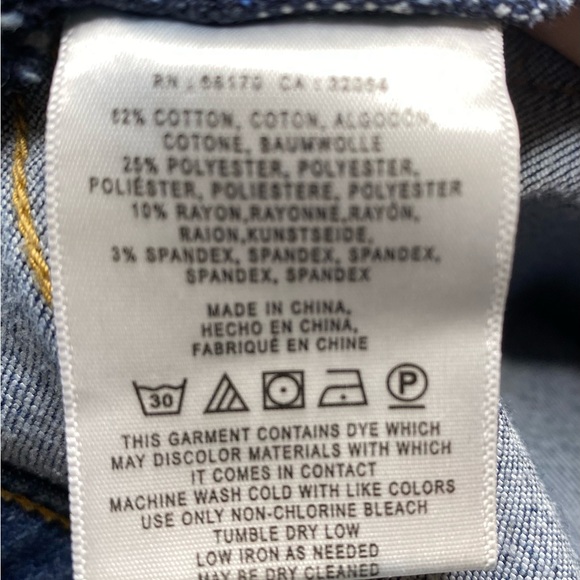 RN : 66170 CA : 32064
62% COTTON, COTON, ALGODÓN,
COTONE, BAUMWOLLE
25% POLYESTER, POLYESTER,
POLIÉSTER, POLIESTERE, POLYESTER
10% RAYON,RAYONNE,RAYÓN,
RAION,KUNSTSEIDE,
3% SPANDEX, SPANDEX, SPANDEX,
SPANDEX, SPANDEX
MADE IN CHINA,
HECHO EN CHINA,
FABRIQUÉ EN CHINE
30 P
THIS GARMENT CONTAINS DYE WHICH
MAY DISCOLOR MATERIALS WITH WHICH
IT COMES IN CONTACT
MACHINE WASH COLD WITH LIKE COLORS
USE ONLY NON-CHLORINE BLEACH
TUMBLE DRY LOW
LOW IRON AS NEEDED
MAY BE DRY CLEANED